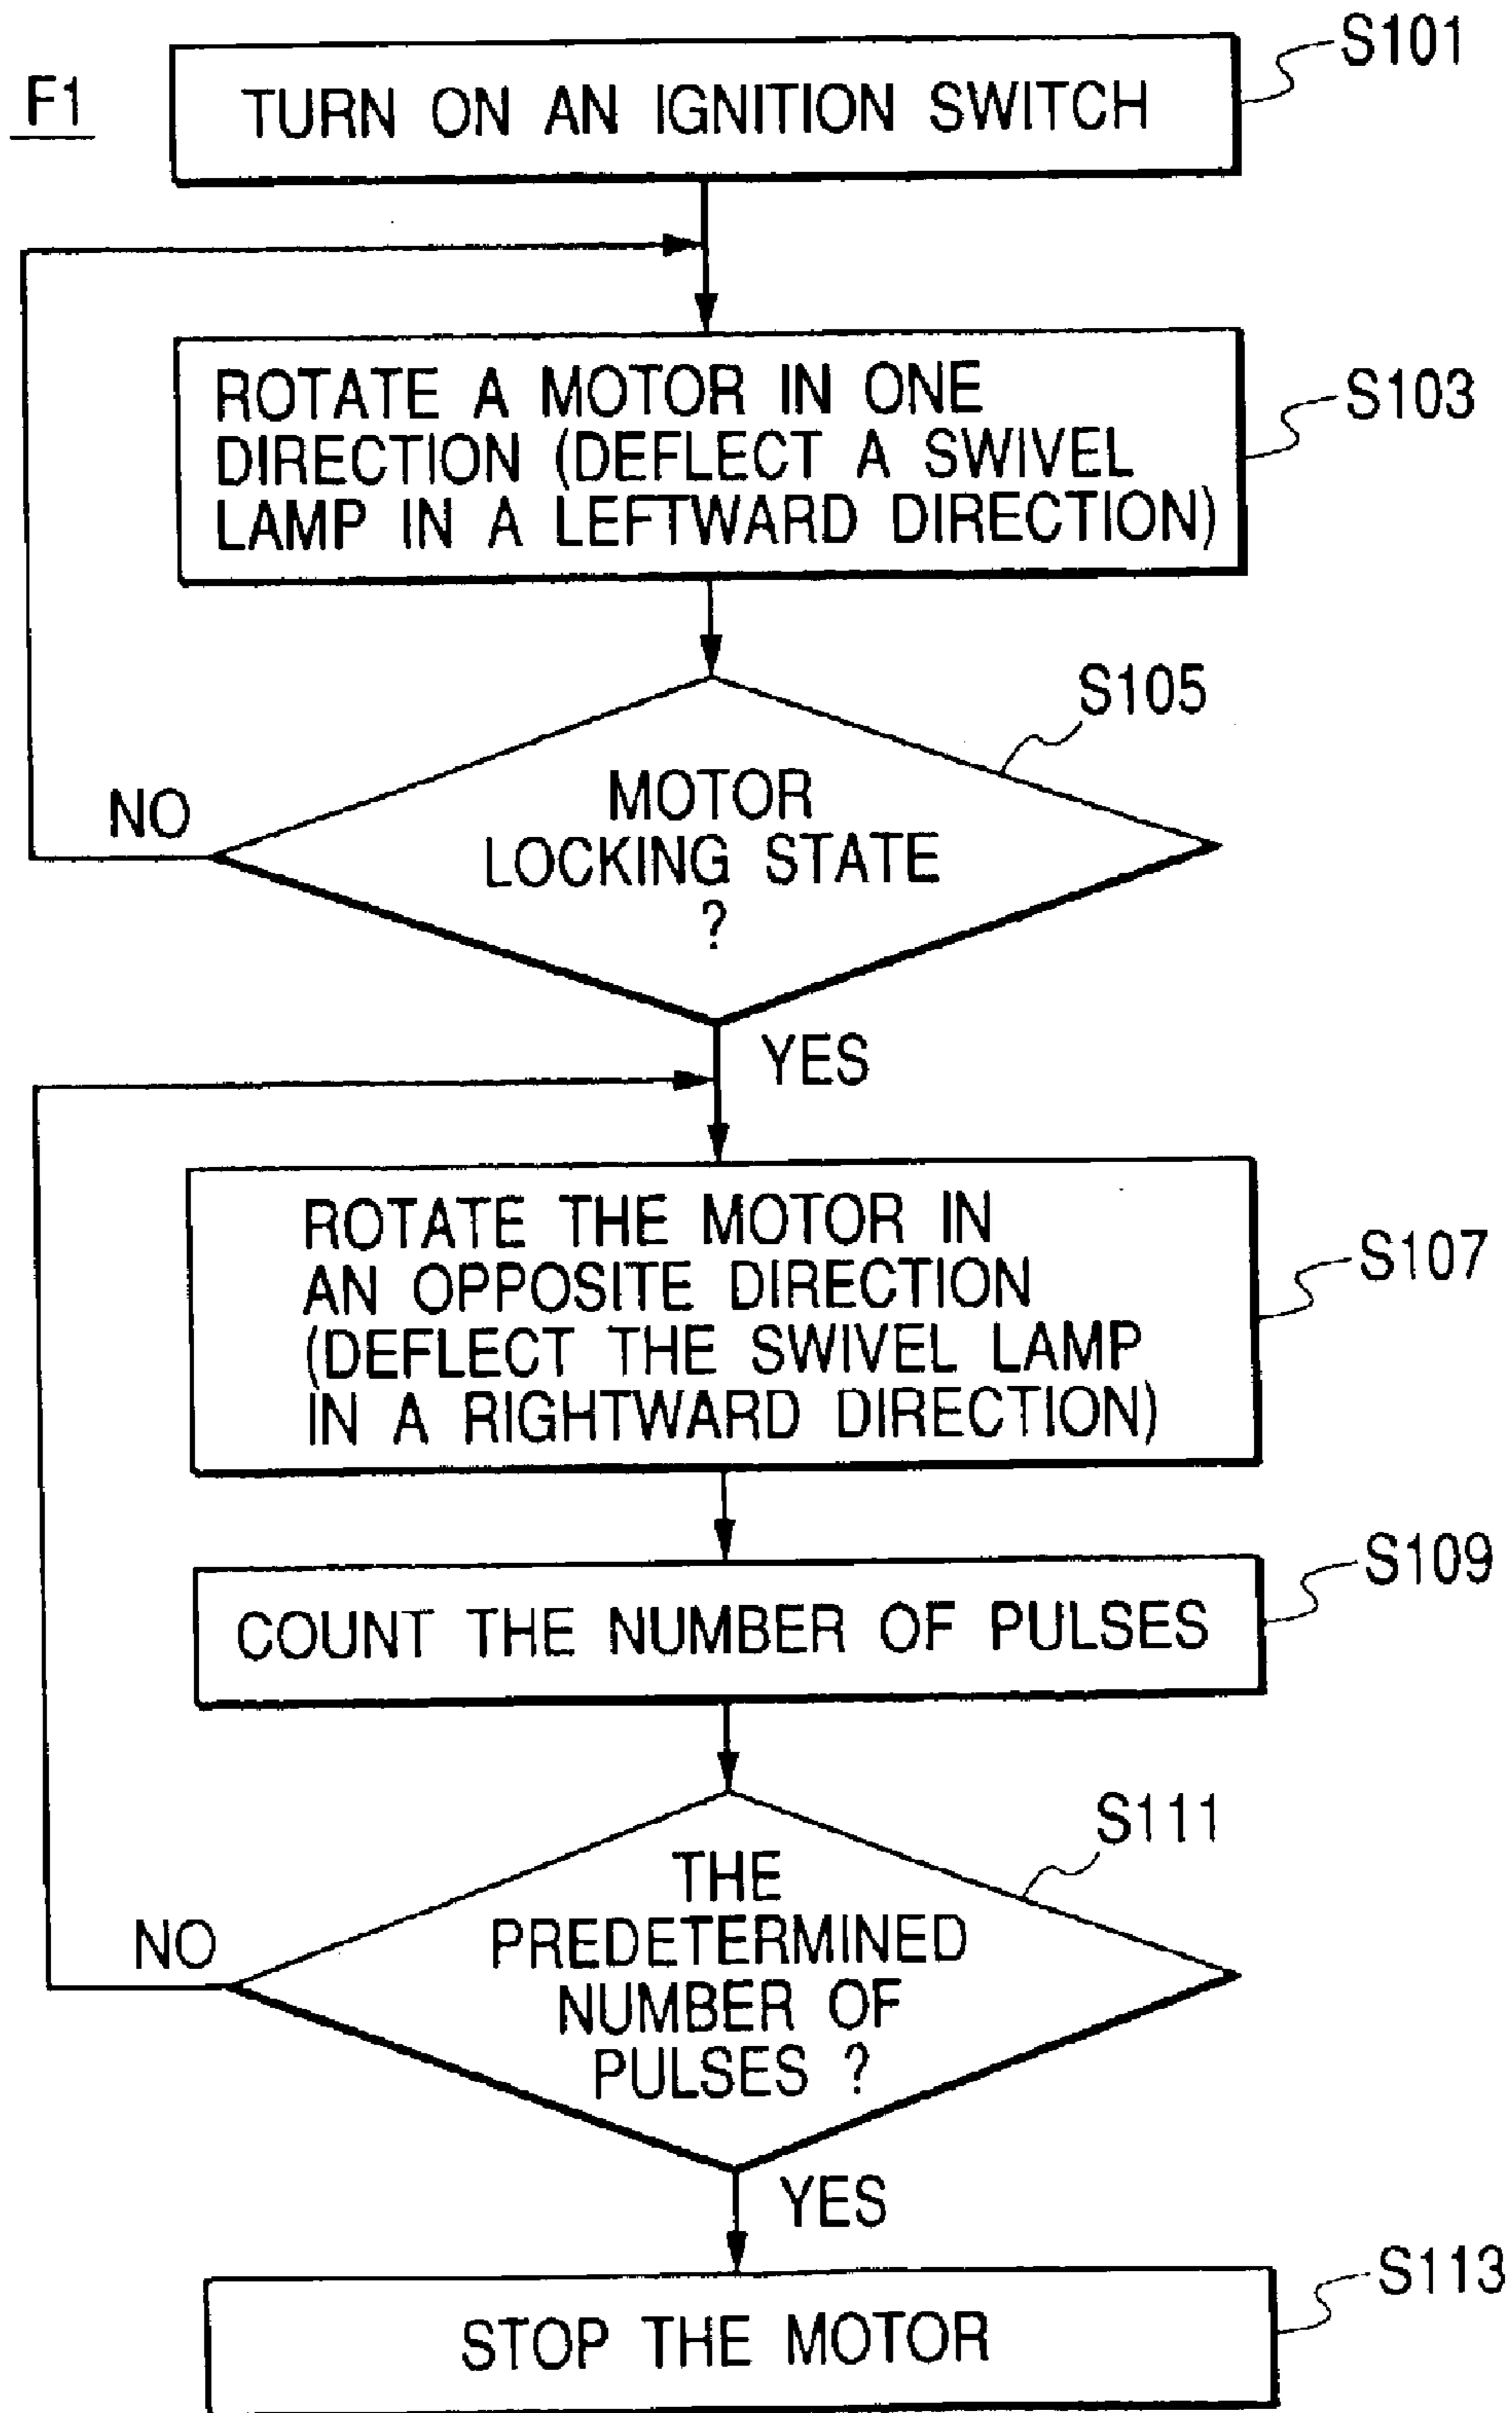 F1
TURN ON AN IGNITION SWITCH
S101
ROTATE A MOTOR IN ONE
DIRECTION (DEFLECT A SWIVEL
LAMP IN A LEFTWARD DIRECTION)
S103
S105
MOTOR
LOCKING STATE
?
NO
YES
ROTATE THE MOTOR IN
AN OPPOSITE DIRECTION
(DEFLECT THE SWIVEL LAMP
IN A RIGHTWARD DIRECTION)
S107
COUNT THE NUMBER OF PULSES
S109
S111
THE
PREDETERMINED
NUMBER OF
PULSES ?
NO
YES
STOP THE MOTOR
S113